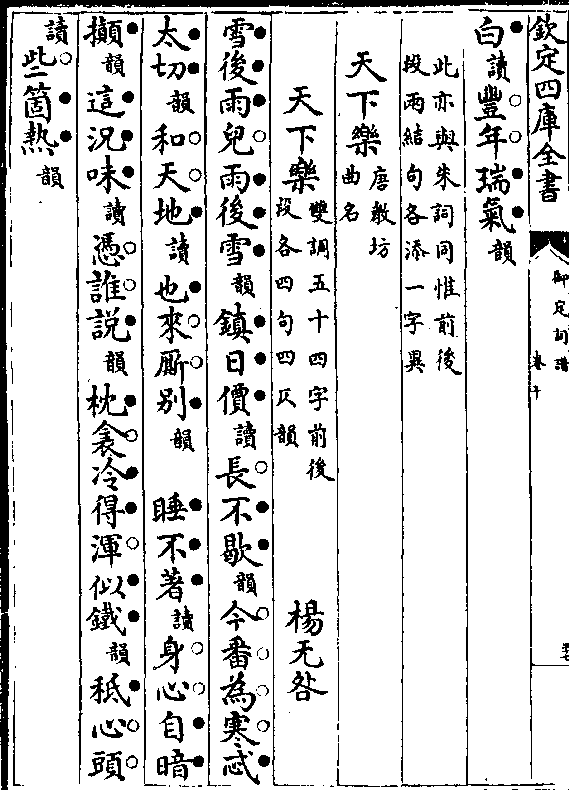 欽定四庫全書
御定詞譜
卷十
白讀豐年瑞氣韻
此亦與朱詞同惟前後
段兩結句各添一字異
天下樂唐教坊
曲名
天下樂雙調五十四字前後
段各四句四仄韻
楊无咎
雪後雨兒雨後雪韻鎮日價讀長不歇韻今番為寒忒
太切韻和天地讀也來厮别韻 睡不著讀身心自暗
攧韻這況味讀憑誰說韻枕衾冷得渾似鐵韻秪心頭
讀些箇熱韻